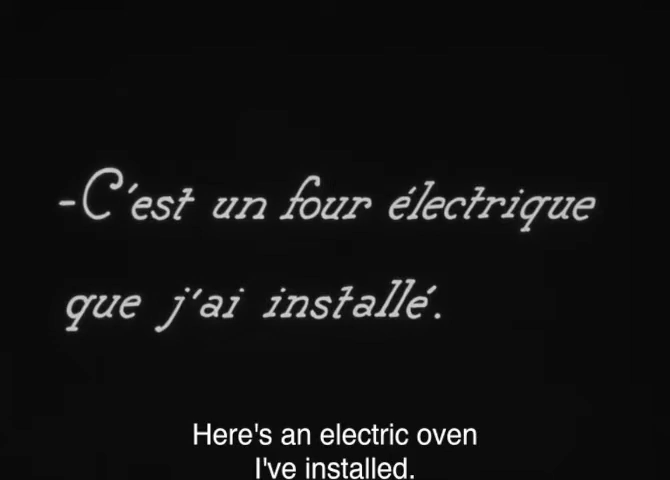 -C'est un four électrique
que j'ai installé.
Here's an electric oven
I've installed.